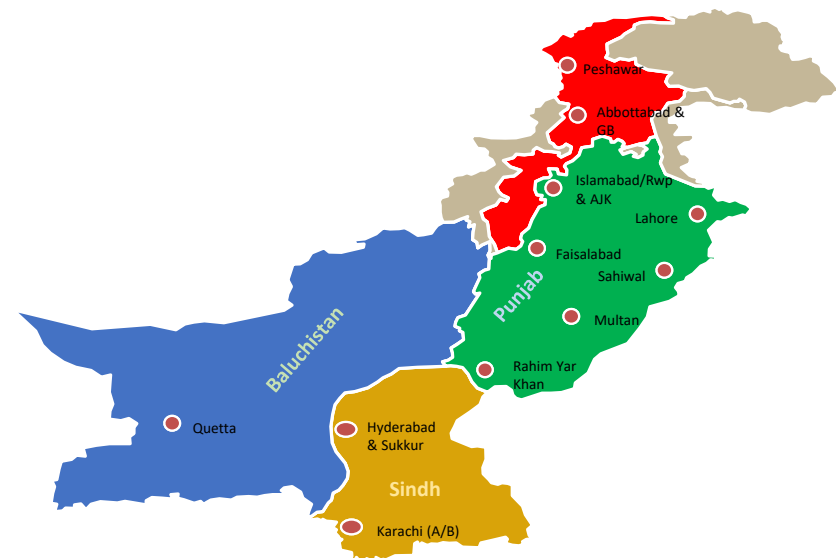 Peshawar
Abbottabad &
GB
Islamabad/Rwp
& AJK
Lahore
Faisalabad
Sahiwal
Punjab
Multan
Baluchistan
Rahim Yar
Khan
Quetta
Hyderabad
& Sukkur
Sindh
Karachi (A/B)